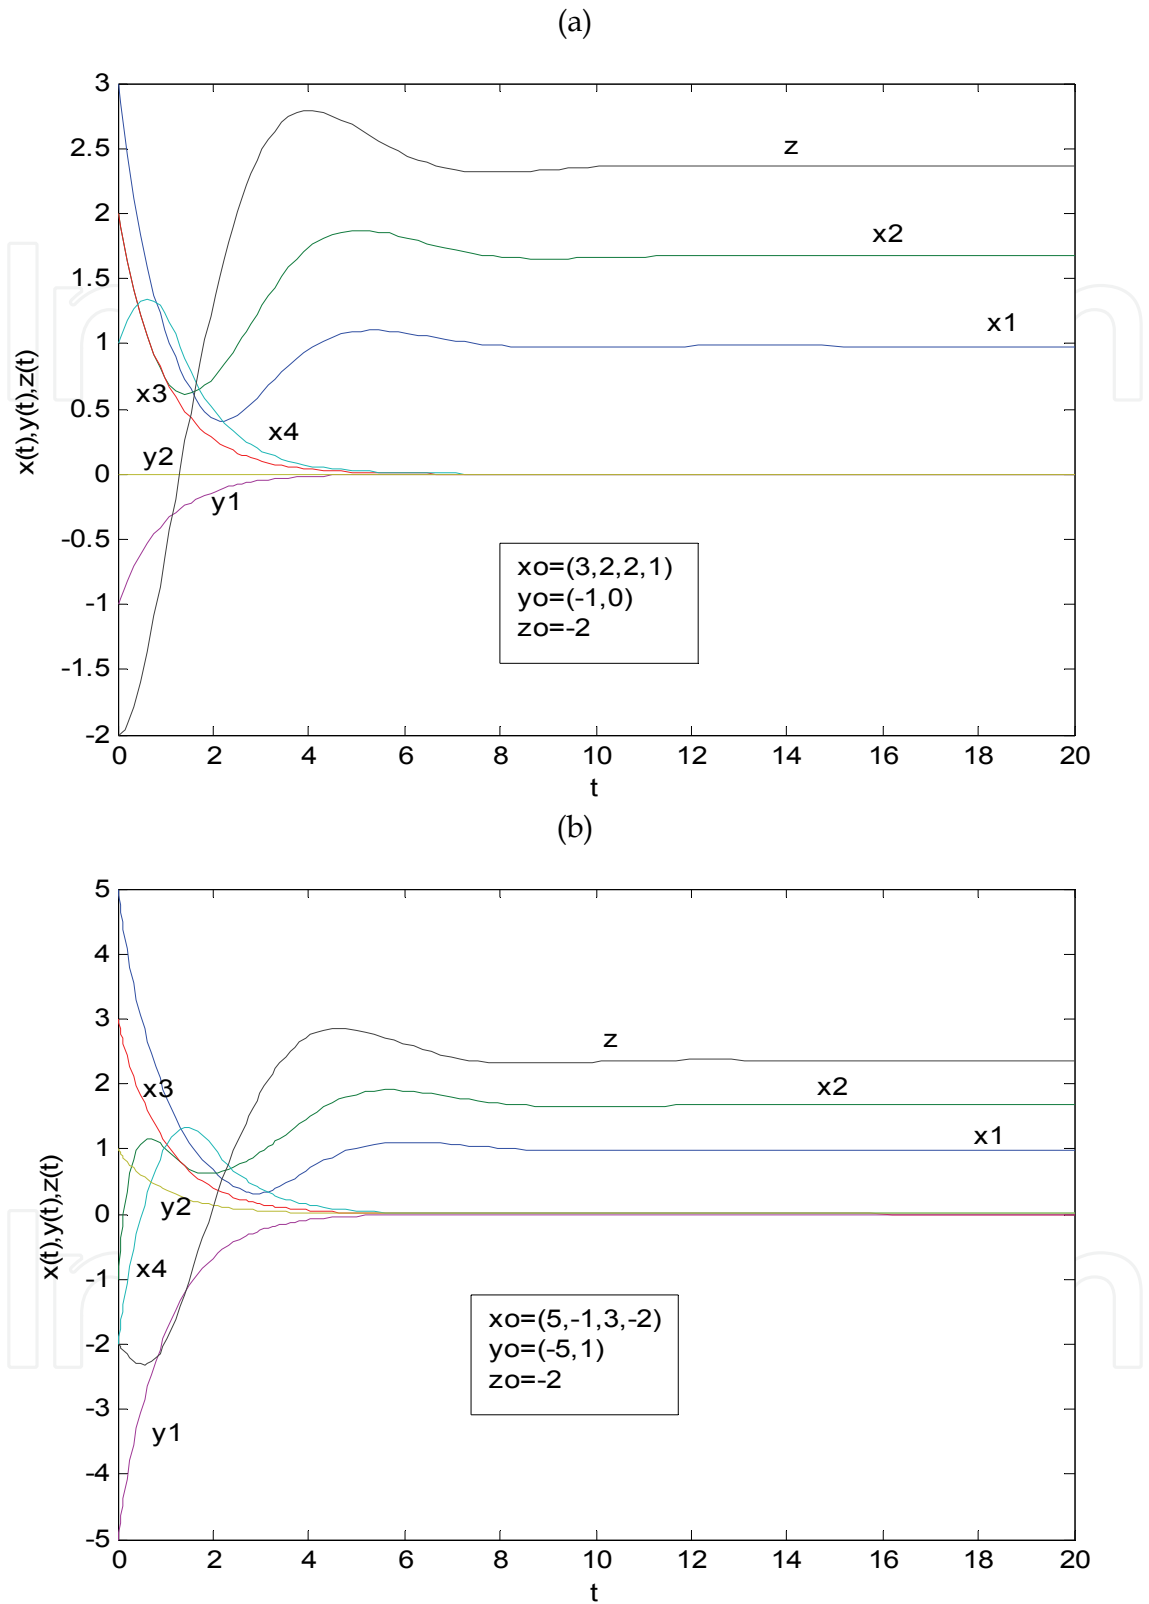 (a)
3
2.5
2
1.5
1
0.5
0
-0.5
-1
-1.5
-2
x(t),y(t),z(t)
z
x2
x1
x3
x4
y2
y1
xo=(3,2,2,1)
yo=(-1,0)
zo=-2
0 2 4 6 8 10 12 14 16 18 20
t
(b)
5
4
3
2
1
0
-1
-2
-3
-4
-5
x(t),y(t),z(t)
z
x3
x2
x1
y2
x4
y1
xo=(5,-1,3,-2)
yo=(-5,1)
zo=-2
0 2 4 6 8 10 12 14 16 18 20
t